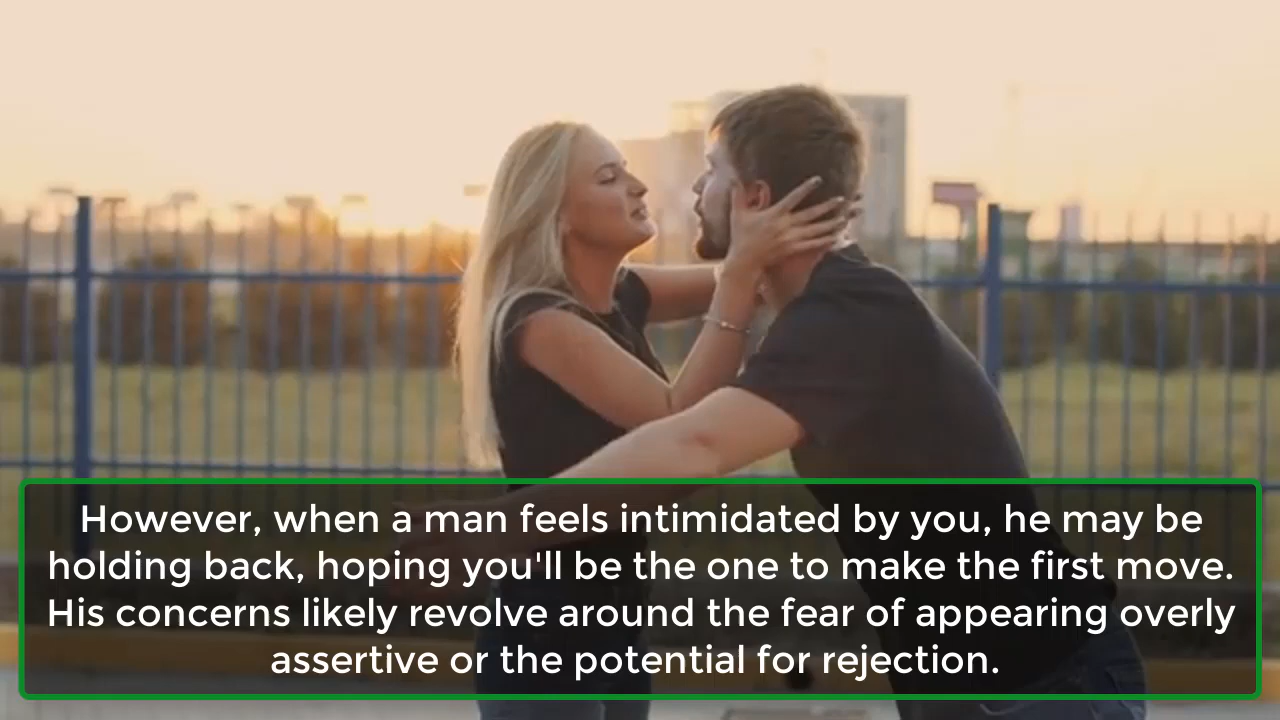 However, when a man feels intimidated by you, he may be
holding back, hoping you'll be the one to make the first move.
His concerns likely revolve around the fear of appearing overly
assertive or the potential for rejection.